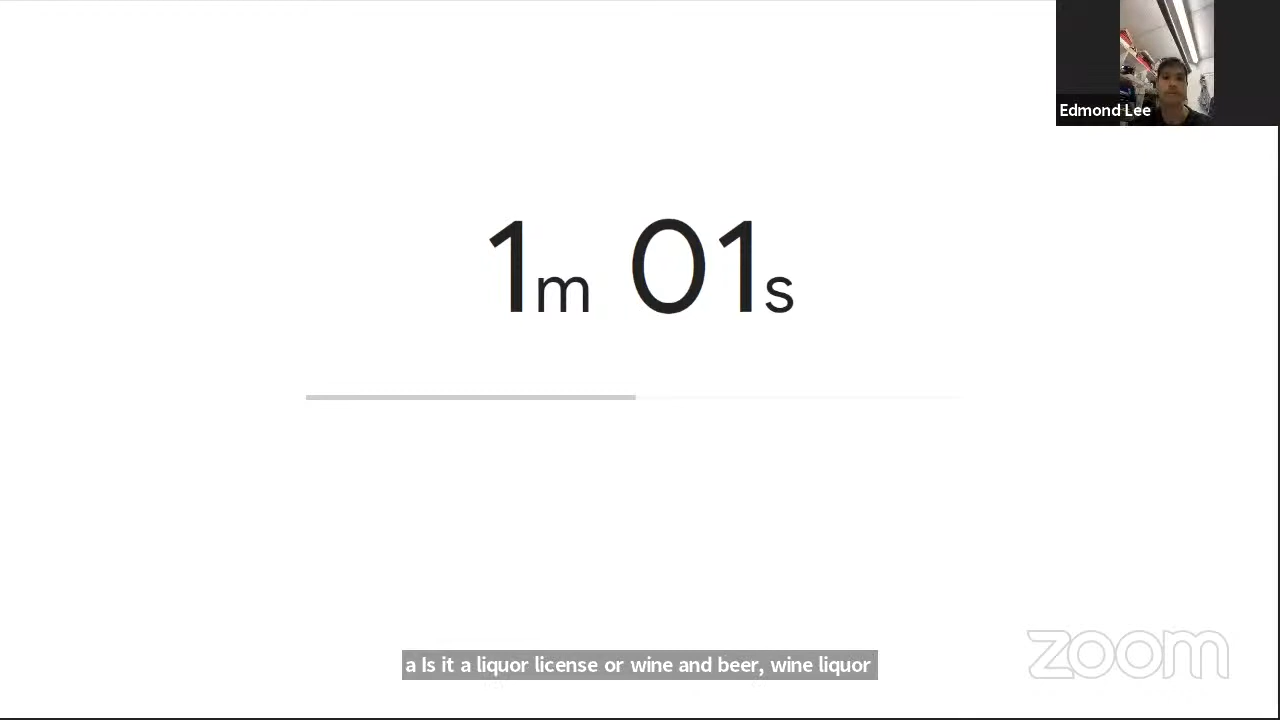 Edmond Lee
1m 01s
a Is it a liquor license or wine and beer, wine liquor
zoom